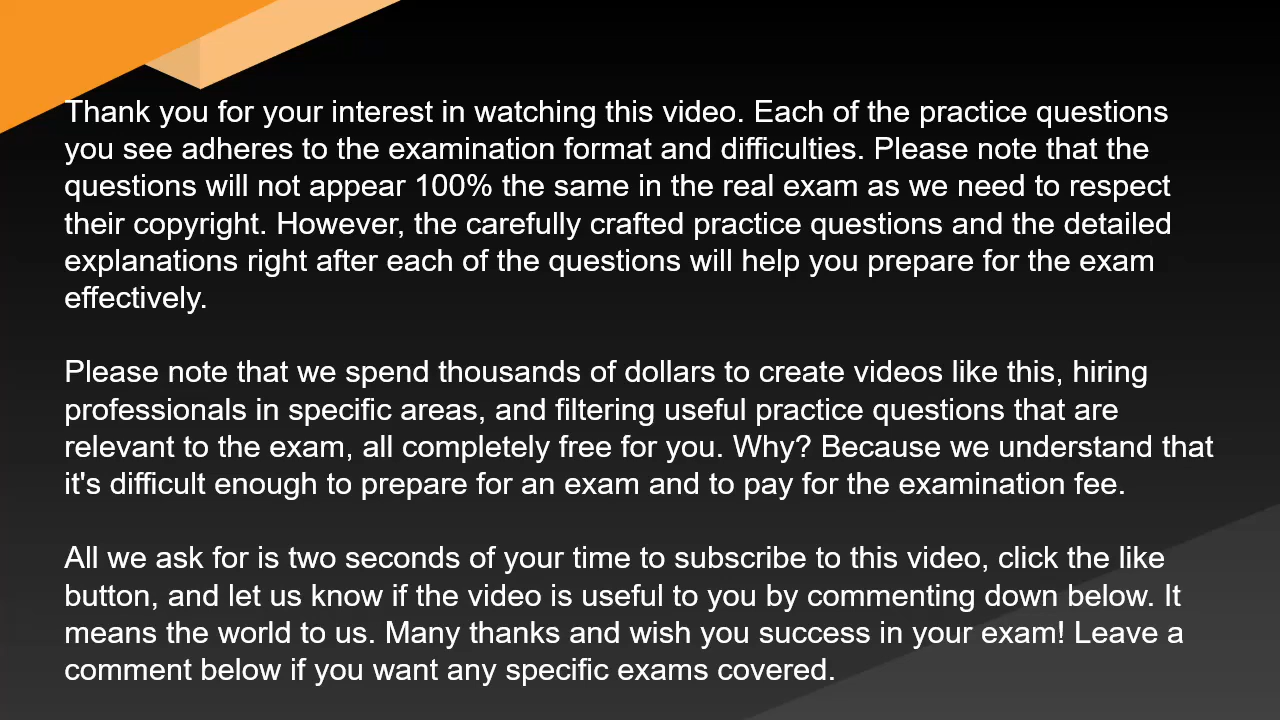 Thank you for your interest in watching this video. Each of the practice questions
you see adheres to the examination format and difficulties. Please note that the
questions will not appear 100% the same in the real exam as we need to respect
their copyright. However, the carefully crafted practice questions and the detailed
explanations right after each of the questions will help you prepare for the exam
effectively.
Please note that we spend thousands of dollars to create videos like this, hiring
professionals in specific areas, and filtering useful practice questions that are
relevant to the exam, all completely free for you. Why? Because we understand that
it's difficult enough to prepare for an exam and to pay for the examination fee.
All we ask for is two seconds of your time to subscribe to this video, click the like
button, and let us know if the video is useful to you by commenting down below. It
means the world to us. Many thanks and wish you success in your exam! Leave a
comment below if you want any specific exams covered.